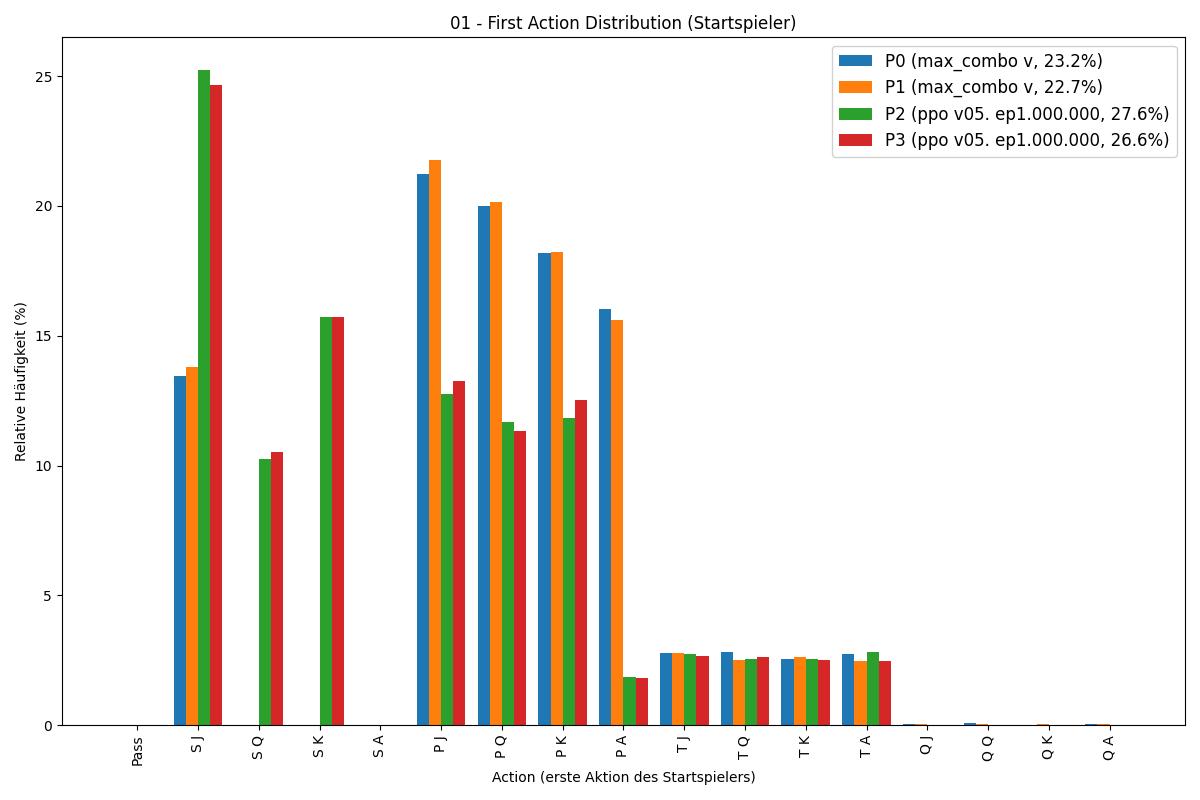 01 - First Action Distribution (Startspieler)
P0 (max_combo v, 23.2%)
P1 (max_combo v, 22.7%)
P2 (ppo v05. ep1.000.000, 27.6%)
P3 (ppo v05. ep1.000.000, 26.6%)
Relative Häufigkeit (%)
25
20
15
10
5
0
Pass
S J
S Q
S K
S A
P J
P Q
P K
P A
T J
T Q
T K
T A
Q J
Q Q
Q K
Q A
Action (erste Aktion des Startspielers)